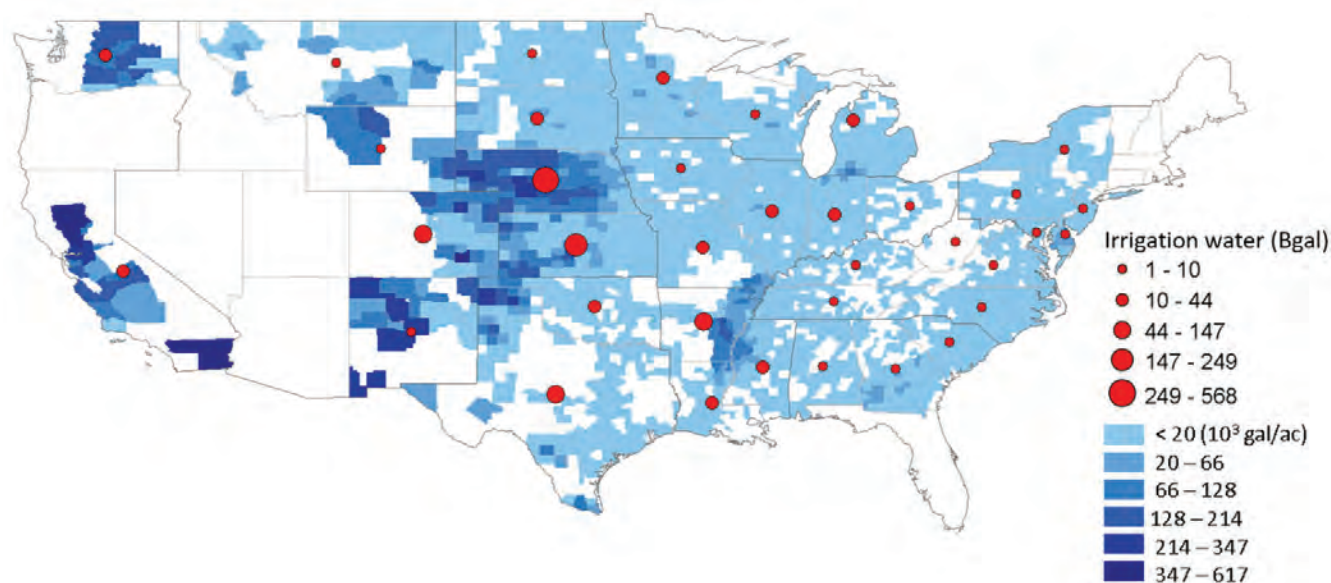 Irrigation water (Bgal)
1 - 10
10 - 44
44 - 147
147 - 249
249 - 568
< 20 (10³ gal/ac)
20 – 66
66 – 128
128 – 214
214 – 347
347 – 617